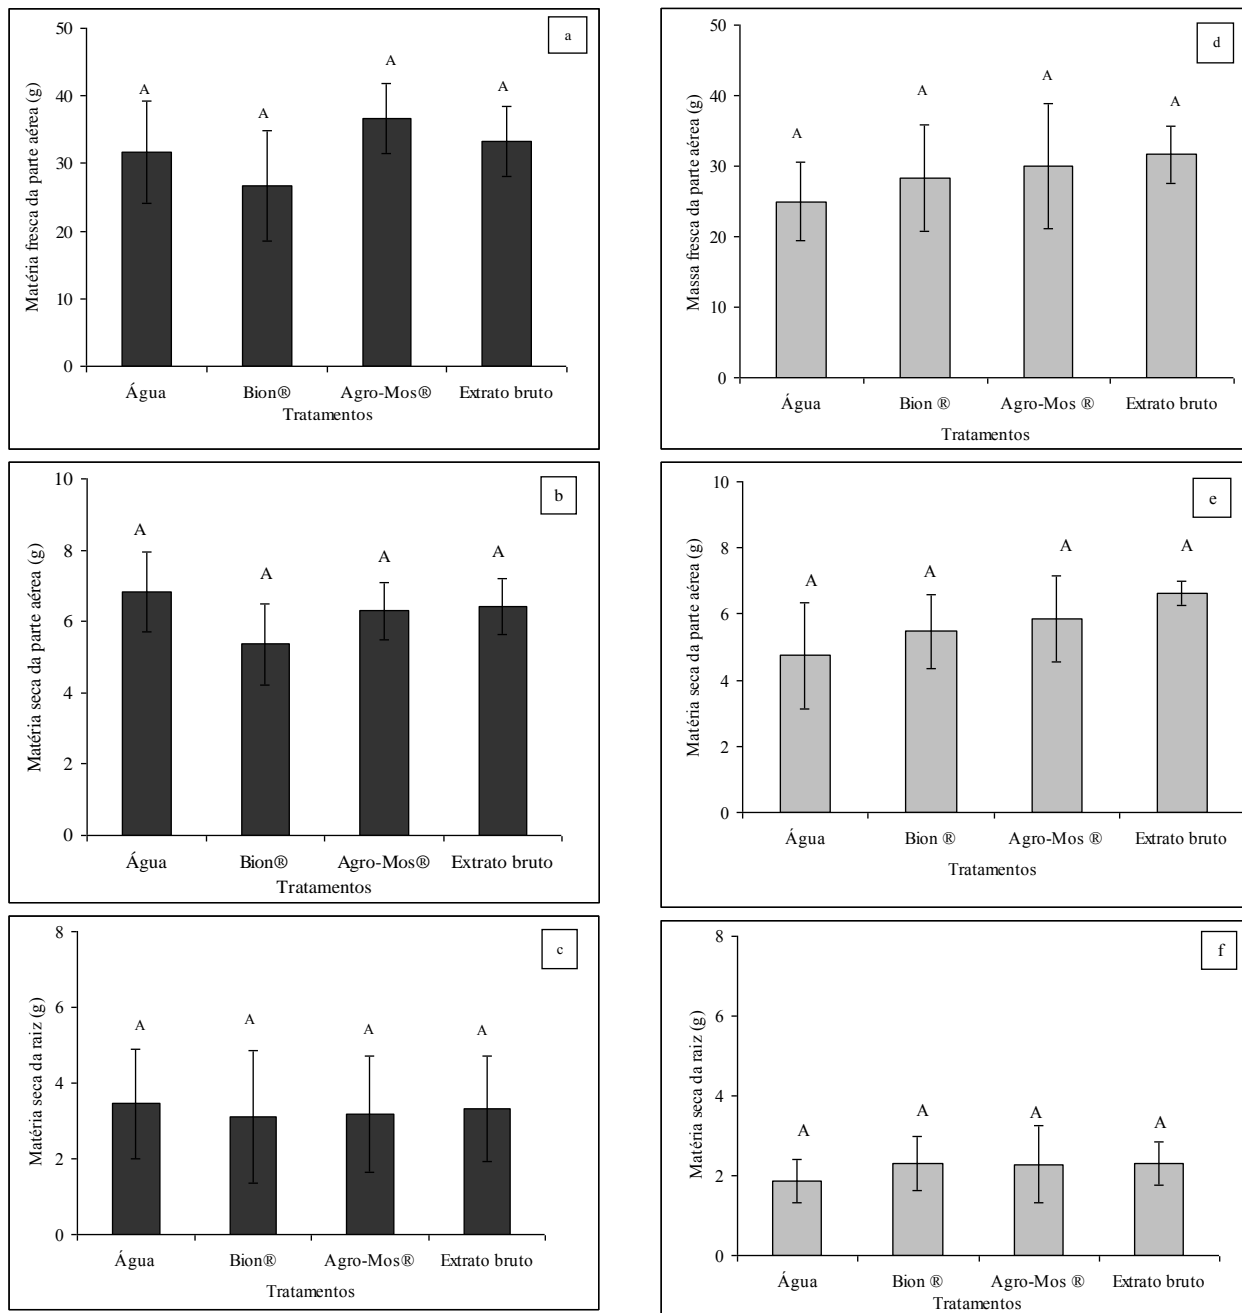 a
Matéria fresca da parte aérea (g)
50
40
30
20
10
0
A
A
A
A
Água
Bion®
Agro-Mos®
Extrato bruto
Tratamentos
d
Massa fresca da parte aérea (g)
50
40
30
20
10
0
A
A
A
A
Água
Bion ®
Agro-Mos ®
Extrato bruto
Tratamentos
b
Matéria seca da parte aérea (g)
10
8
6
4
2
0
A
A
A
A
Água
Bion®
Agro-Mos®
Extrato bruto
Tratamentos
e
Matéria seca da parte aérea (g)
10
8
6
4
2
0
A
A
A
A
Água
Bion ®
Agro-Mos ®
Extrato bruto
Tratamentos
c
Matéria seca da raiz (g)
8
6
4
2
0
A
A
A
A
Água
Bion®
Agro-Mos®
Extrato bruto
Tratamentos
f
Matéria seca da raiz (g)
8
6
4
2
0
A
A
A
A
Água
Bion ®
Agro-Mos ®
Extrato bruto
Tratamentos